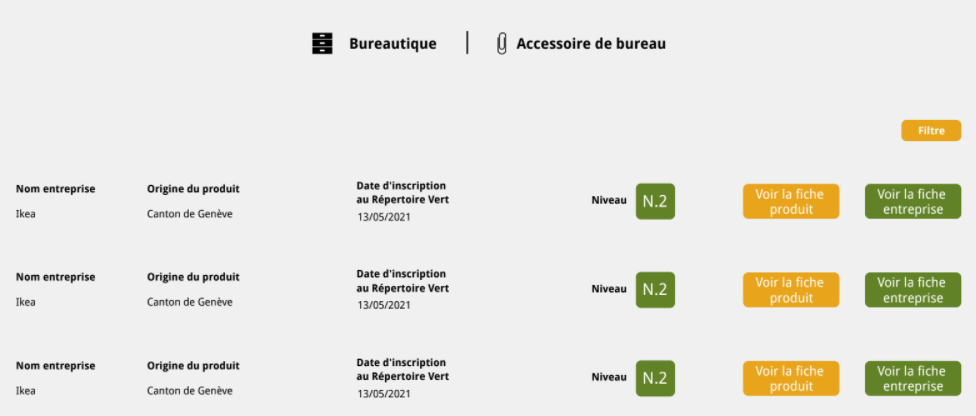 Bureautique
Accessoire de bureau
Filtre
Nom entreprise
Origine du produit
Date d'inscription
au Répertoire Vert
Ikea
Canton de Genève
13/05/2021
Niveau
N.2
Voir la fiche
produit
Voir la fiche
entreprise
Nom entreprise
Origine du produit
Date d'inscription
au Répertoire Vert
Ikea
Canton de Genève
13/05/2021
Niveau
N.2
Voir la fiche
produit
Voir la fiche
entreprise
Nom entreprise
Origine du produit
Date d'inscription
au Répertoire Vert
Ikea
Canton de Genève
13/05/2021
Niveau
N.2
Voir la fiche
produit
Voir la fiche
entreprise